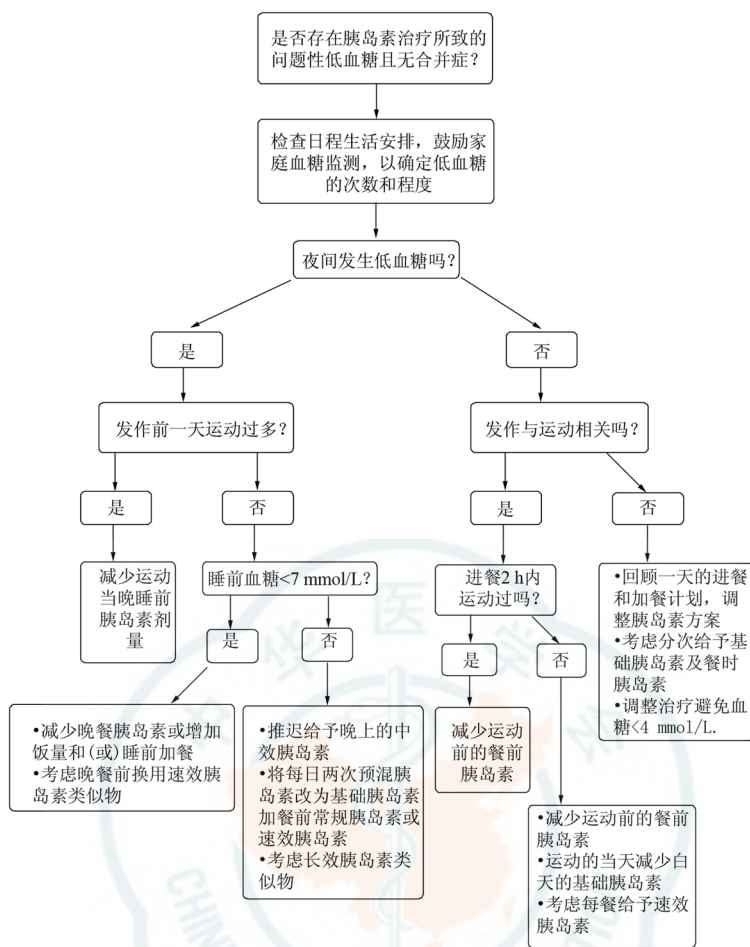 是否存在胰岛素治疗所致的
问题性低血糖且无合并症？
检查日程生活安排，鼓励家
庭血糖监测，以确定低血糖
的次数和程度
夜间发生低血糖吗？
是
否
发作前一天运动过多？
发作与运动相关吗？
是
否
是
否
减少运动
当晚睡前
胰岛素剂
量
睡前血糖<7 mmol/L？
进餐2 h内
运动过吗？
•回顾一天的进餐
和加餐计划，调
整胰岛素方案
•考虑分次给予基
础胰岛素及餐时
胰岛素
•调整治疗避免血
糖<4 mmol/L.
是
否
是
否
•减少晚餐胰岛素或增加
饭量和(或)睡前加餐
•考虑晚餐前换用速效胰
岛素类似物
•推迟给予晚上的中
效胰岛素
•将每日两次预混胰
岛素改为基础胰岛素
加餐前常规胰岛素或
速效胰岛素
•考虑长效胰岛素类
似物
减少运动
前的餐前
胰岛素
•减少运动前的餐前
胰岛素
•运动的当天减少白
天的基础胰岛素
•考虑每餐给予速效
胰岛素